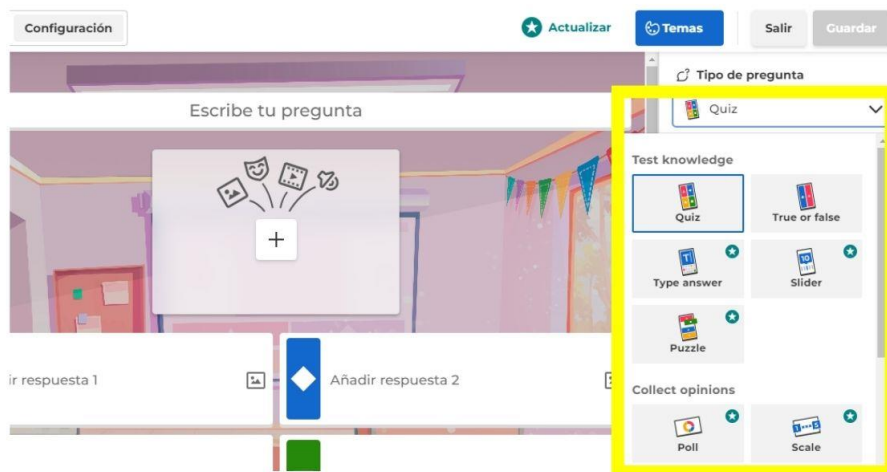 Configuración
Actualizar
Temas
Salir
Guardar
Tipo de pregunta
Quiz
Escribe tu pregunta
Test knowledge
Quiz
True or false
Type answer
Slider
Puzzle
ir respuesta 1
Añadir respuesta 2
Collect opinions
Poll
Scale